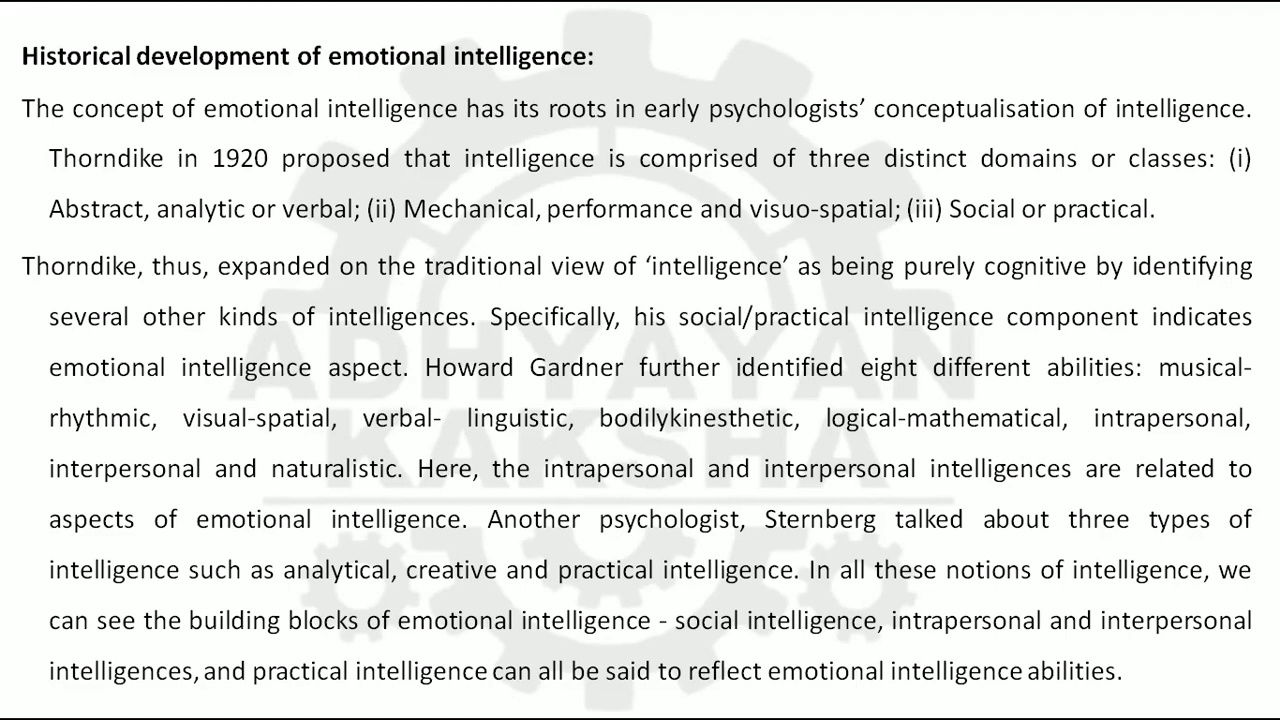 Historical development of emotional intelligence:
The concept of emotional intelligence has its roots in early psychologists’ conceptualisation of intelligence.
Thorndike in 1920 proposed that intelligence is comprised of three distinct domains or classes: (i)
Abstract, analytic or verbal; (ii) Mechanical, performance and visuo-spatial; (iii) Social or practical.
Thorndike, thus, expanded on the traditional view of ‘intelligence’ as being purely cognitive by identifying
several other kinds of intelligences. Specifically, his social/practical intelligence component indicates
emotional intelligence aspect. Howard Gardner further identified eight different abilities: musical-
rhythmic, visual-spatial, verbal- linguistic, bodilykinesthetic, logical-mathematical, intrapersonal,
interpersonal and naturalistic. Here, the intrapersonal and interpersonal intelligences are related to
aspects of emotional intelligence. Another psychologist, Sternberg talked about three types of
intelligence such as analytical, creative and practical intelligence. In all these notions of intelligence, we
can see the building blocks of emotional intelligence - social intelligence, intrapersonal and interpersonal
intelligences, and practical intelligence can all be said to reflect emotional intelligence abilities.
ADHYAYAN
KAKSHA